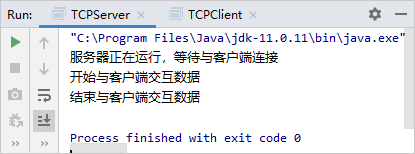 Run: TCPServer × TCPClient ×
"C:\Program Files\Java\jdk-11.0.11\bin\java.exe"
服务器正在运行，等待与客户端连接
开始与客户端交互数据
结束与客户端交互数据
Process finished with exit code 0